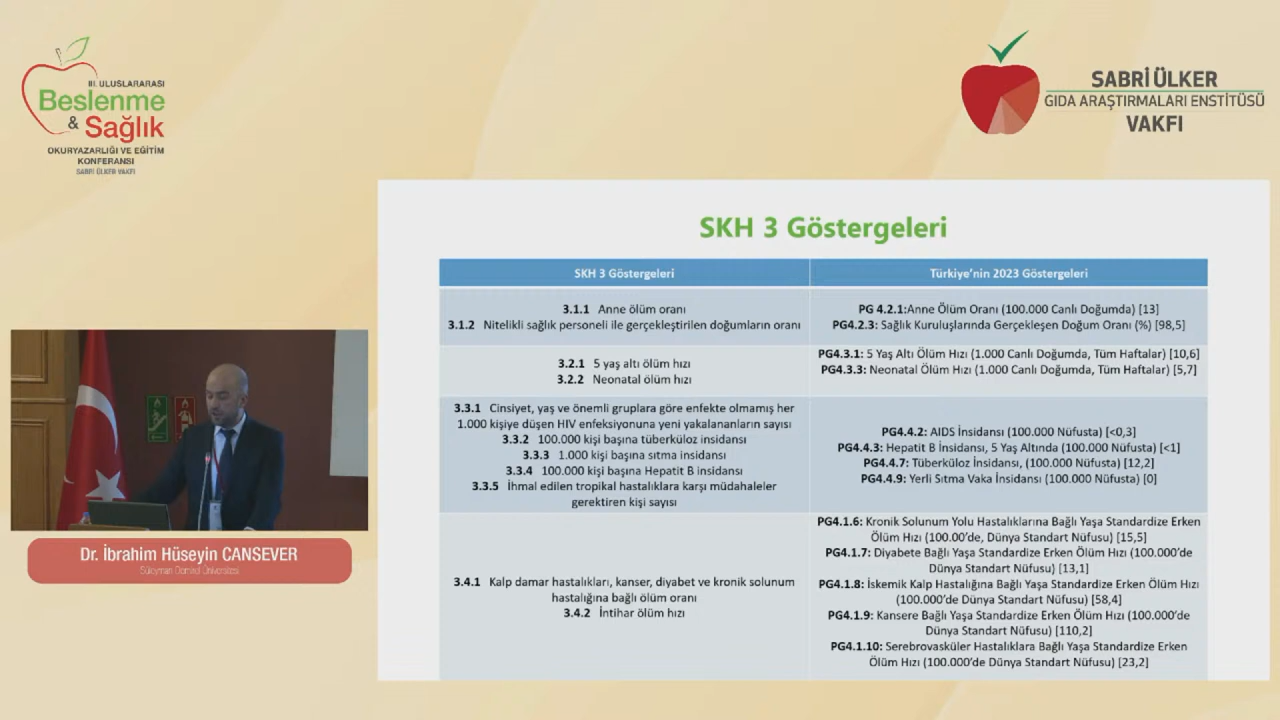 III. ULUSLARARASI
Beslenme
& Sağlık
OKURYAZARLIĞI VE EĞİTİM
KONFERANSI
SABRİ ÜLKER VAKFI
SABRİ ÜLKER
GIDA ARAŞTIRMALARI ENSTİTÜSÜ
VAKFI
SKH 3 Göstergeleri
SKH 3 Göstergeleri
Türkiye'nin 2023 Göstergeleri
3.1.1 Anne ölüm oranı
3.1.2 Nitelikli sağlık personeli ile gerçekleştirilen doğumların oranı
PG 4.2.1:Anne Ölüm Oranı (100.000 Canlı Doğumda) [13]
PG4.2.3: Sağlık Kuruluşlarında Gerçekleşen Doğum Oranı (%) [98,5]
3.2.1 5 yaş altı ölüm hızı
3.2.2 Neonatal ölüm hızı
PG4.3.1: 5 Yaş Altı Ölüm Hızı (1.000 Canlı Doğumda, Tüm Haftalar) [10,6]
PG4.3.3: Neonatal Ölüm Hızı (1.000 Canlı Doğumda, Tüm Haftalar) [5,7]
3.3.1 Cinsiyet, yaş ve önemli gruplara göre enfekte olmamış her
1.000 kişiye düşen HIV enfeksiyonuna yeni yakalananların sayısı
3.3.2 100.000 kişi başına tüberküloz insidansı
3.3.3 1.000 kişi başına sıtma insidansı
3.3.4 100.000 kişi başına Hepatit B insidansı
3.3.5 İhmal edilen tropikal hastalıklara karşı müdahaleler
gerektiren kişi sayısı
PG4.4.2: AIDS İnsidansı (100.000 Nüfusta) [<0,3]
PG4.4.3: Hepatit B İnsidansı, 5 Yaş Altında (100.000 Nüfusta) [<1]
PG4.4.7: Tüberküloz İnsidansı, (100.000 Nüfusta) [12,2]
PG4.4.9: Yerli Sıtma Vaka İnsidansı (100.000 Nüfusta) [0]
3.4.1 Kalp damar hastalıkları, kanser, diyabet ve kronik solunum
hastalığına bağlı ölüm oranı
3.4.2 İntihar ölüm hızı
PG4.1.6: Kronik Solunum Yolu Hastalıklarına Bağlı Yaşa Standardize Erken
Ölüm Hızı (100.00'de, Dünya Standart Nüfusu) [15,5]
PG4.1.7: Diyabete Bağlı Yaşa Standardize Erken Ölüm Hızı (100.000'de
Dünya Standart Nüfusu) [13,1]
PG4.1.8: İskemik Kalp Hastalığına Bağlı Yaşa Standardize Erken Ölüm Hızı
(100.000'de Dünya Standart Nüfusu) [58,4]
PG4.1.9: Kansere Bağlı Yaşa Standardize Erken Ölüm Hızı (100.000'de
Dünya Standart Nüfusu) [110,2]
PG4.1.10: Serebrovasküler Hastalıklara Bağlı Yaşa Standardize Erken
Ölüm Hızı (100.000'de Dünya Standart Nüfusu) [23,2]
Dr. İbrahim Hüseyin CANSEVER
Süleyman Demirel Üniversitesi